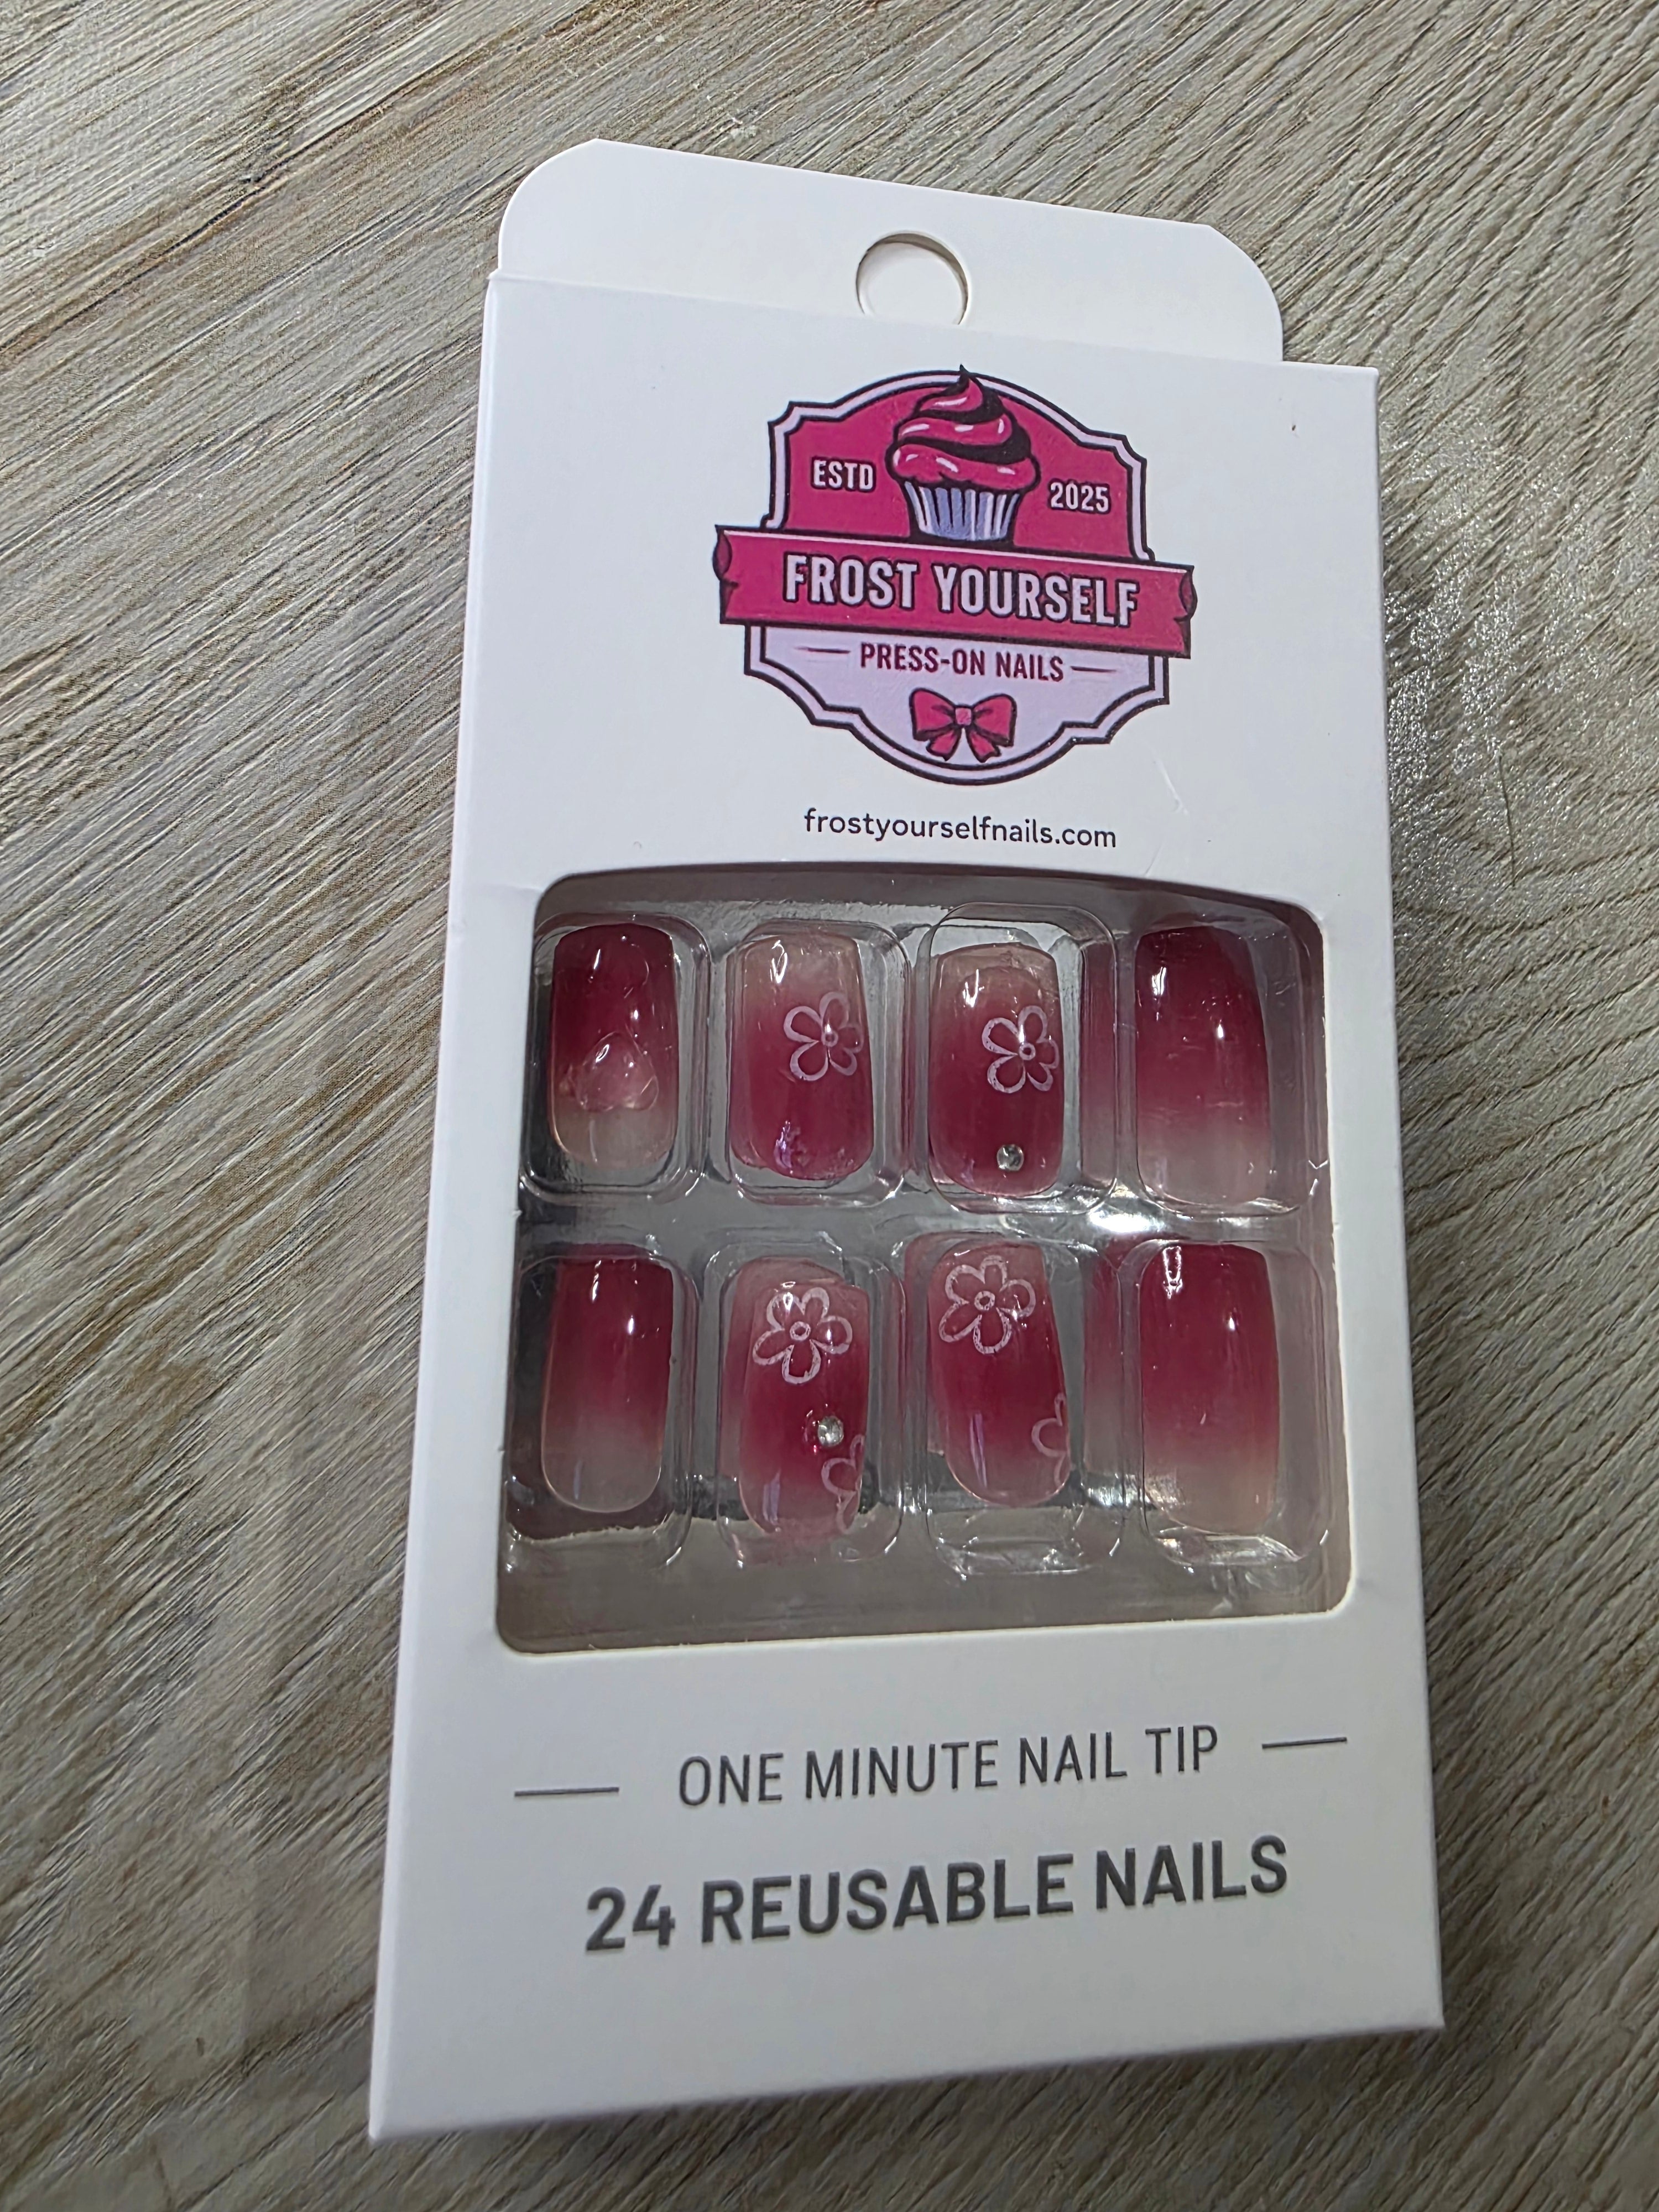 ESTD 2025
FROST YOURSELF
PRESS-ON NAILS
frostyourselfnails.com
ONE MINUTE NAIL TIP
24 REUSABLE NAILS